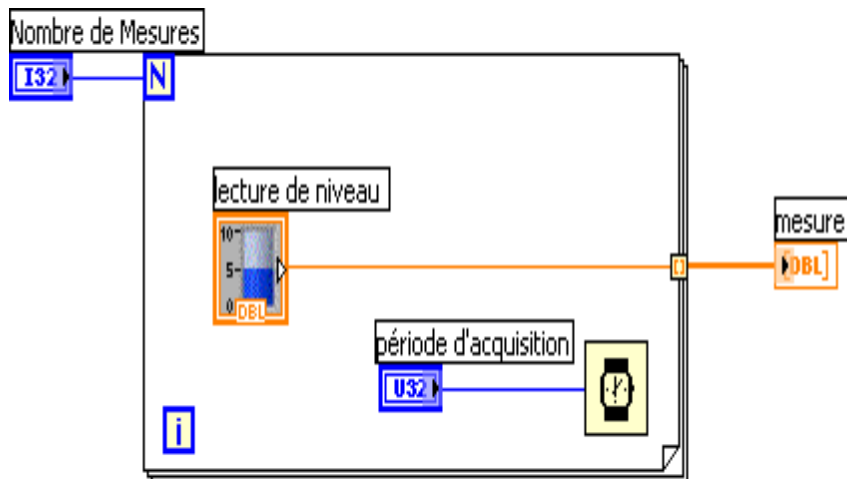 Nombre de Mesures
I32
N
lecture de niveau
10
5
0
DBL
mesure
[DBL]
période d'acquisition
U32
i